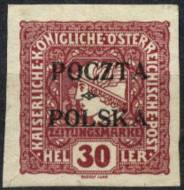 KAISERLICHE·KÖNIGLICHE·ÖSTERREICHISCHE·POST
POCZTA
POLSKA
ZEITUNGSMARKE
HEL 30 LER